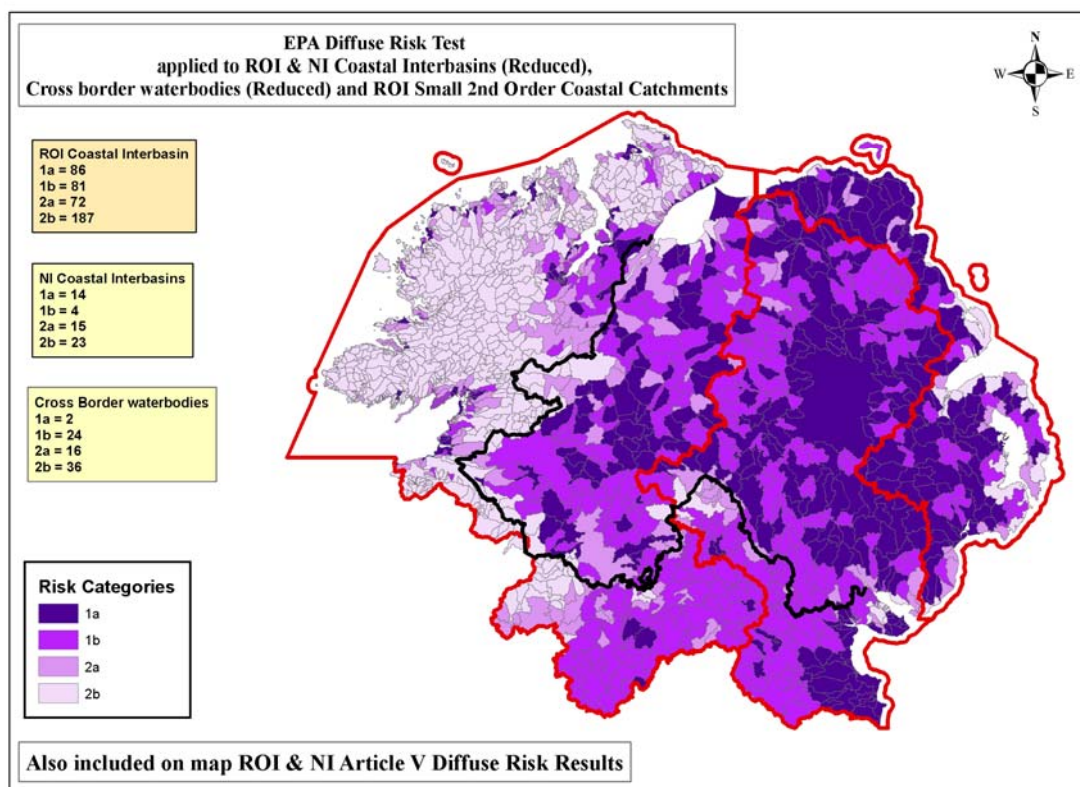 EPA Diffuse Risk Test
applied to ROI & NI Coastal Interbasins (Reduced),
Cross border waterbodies (Reduced) and ROI Small 2nd Order Coastal Catchments
N
W E
S
ROI Coastal Interbasin
1a = 86
1b = 81
2a = 72
2b = 187
NI Coastal Interbasins
1a = 14
1b = 4
2a = 15
2b = 23
Cross Border waterbodies
1a = 2
1b = 24
2a = 16
2b = 36
Risk Categories
1a
1b
2a
2b
Also included on map ROI & NI Article V Diffuse Risk Results